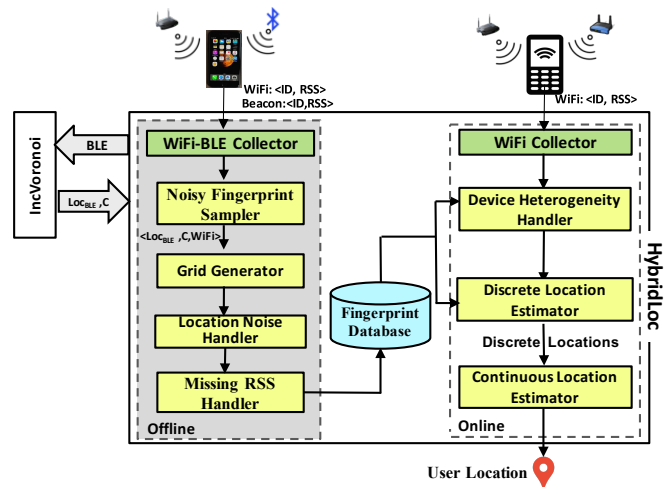 WiFi: <ID, RSS>
Beacon:<ID,RSS>
WiFi: <ID, RSS>
IncVoronoi
BLE
LocBLE ,C
WiFi-BLE Collector
Noisy Fingerprint
Sampler
<LocBLE ,C,WiFi>
Grid Generator
Location Noise
Handler
Missing RSS
Handler
Offline
Fingerprint
Database
WiFi Collector
Device Heterogeneity
Handler
Discrete Location
Estimator
Discrete Locations
Continuous Location
Estimator
Online
HybridLoc
User Location